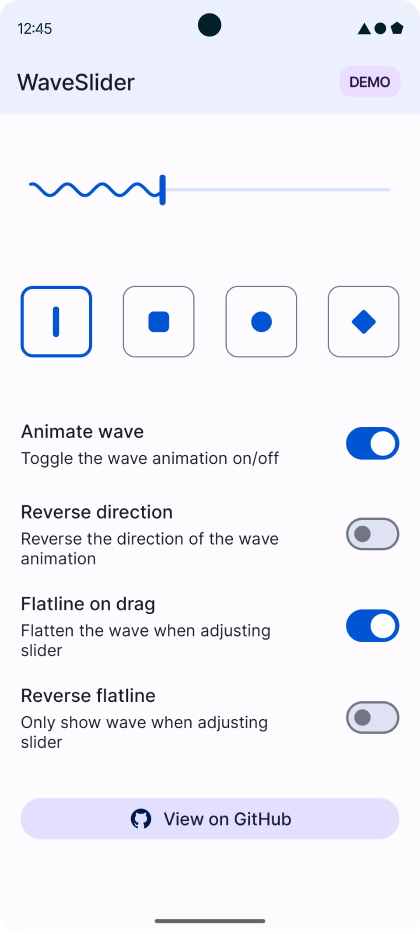 12:45
WaveSlider
DEMO
Animate wave
Toggle the wave animation on/off
Reverse direction
Reverse the direction of the wave
animation
Flatline on drag
Flatten the wave when adjusting
slider
Reverse flatline
Only show wave when adjusting
slider
View on GitHub